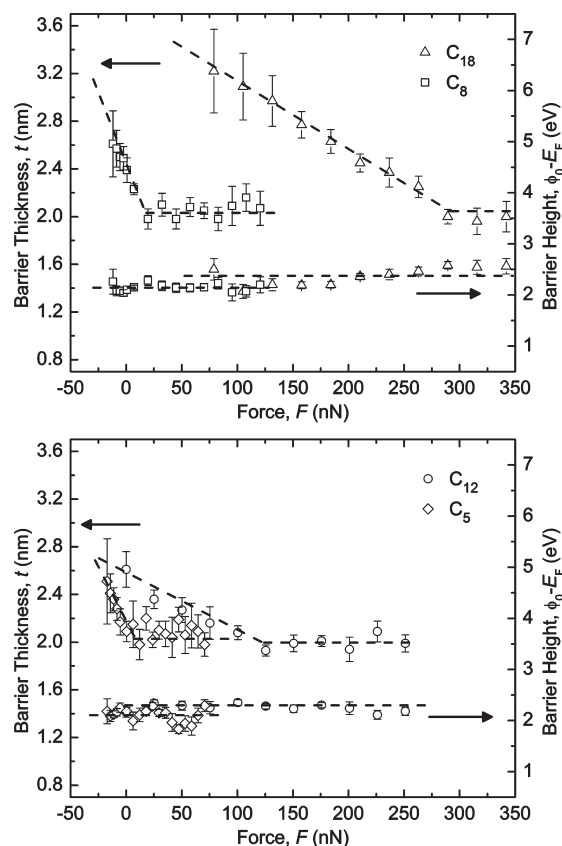 3.6
3.2
2.8
2.4
2.0
1.6
1.2
0.8
Barrier Thickness, t (nm)
C18
C8
7
6
5
4
3
2
1
Barrier Height, ϕ0-EF (eV)
-50 0 50 100 150 200 250 300 350
Force, F (nN)
3.6
3.2
2.8
2.4
2.0
1.6
1.2
0.8
Barrier Thickness, t (nm)
C12
C5
7
6
5
4
3
2
1
Barrier Height, ϕ0-EF (eV)
-50 0 50 100 150 200 250 300 350
Force, F (nN)